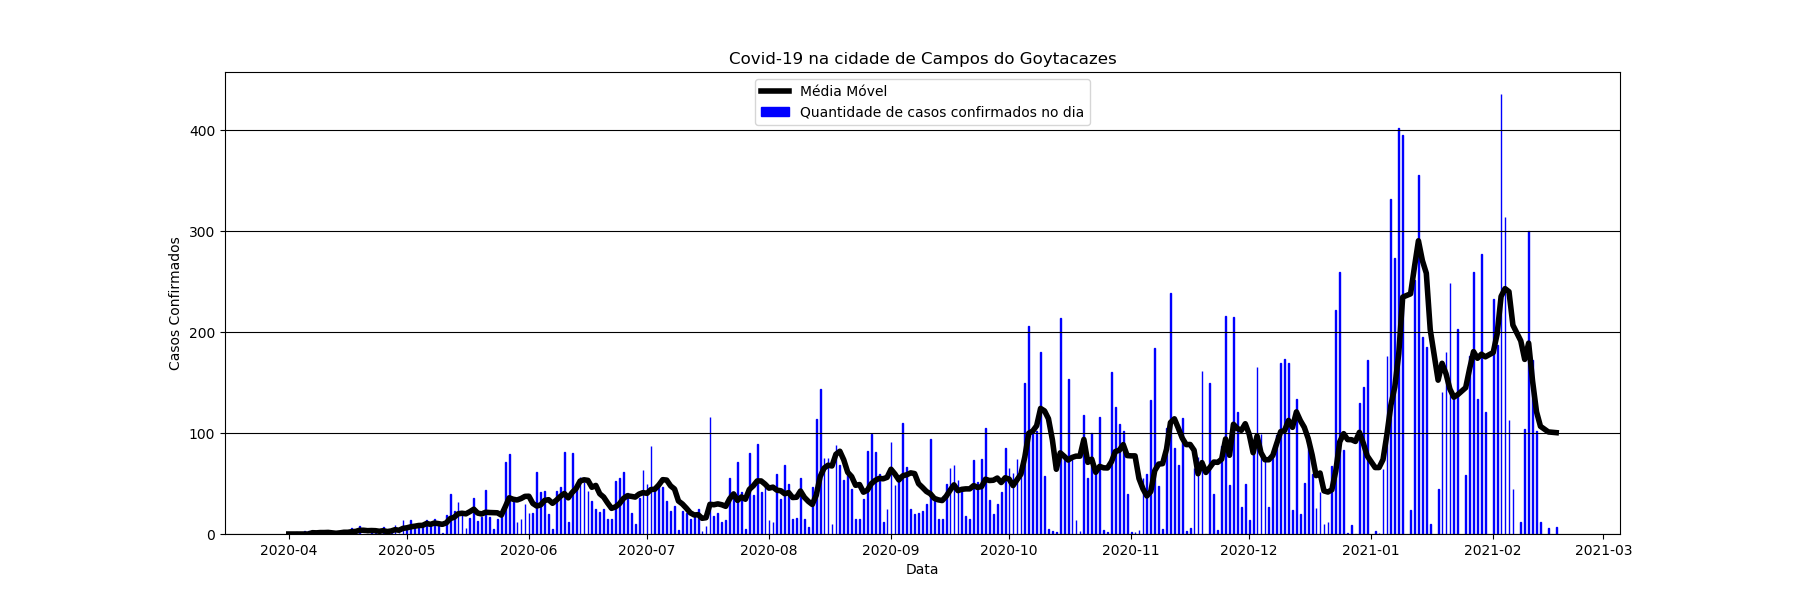 Covid-19 na cidade de Campos do Goytacazes
Média Móvel
Quantidade de casos confirmados no dia
Casos Confirmados
400
300
200
100
0
2020-04 2020-05 2020-06 2020-07 2020-08 2020-09 2020-10 2020-11 2020-12 2021-01 2021-02 2021-03
Data